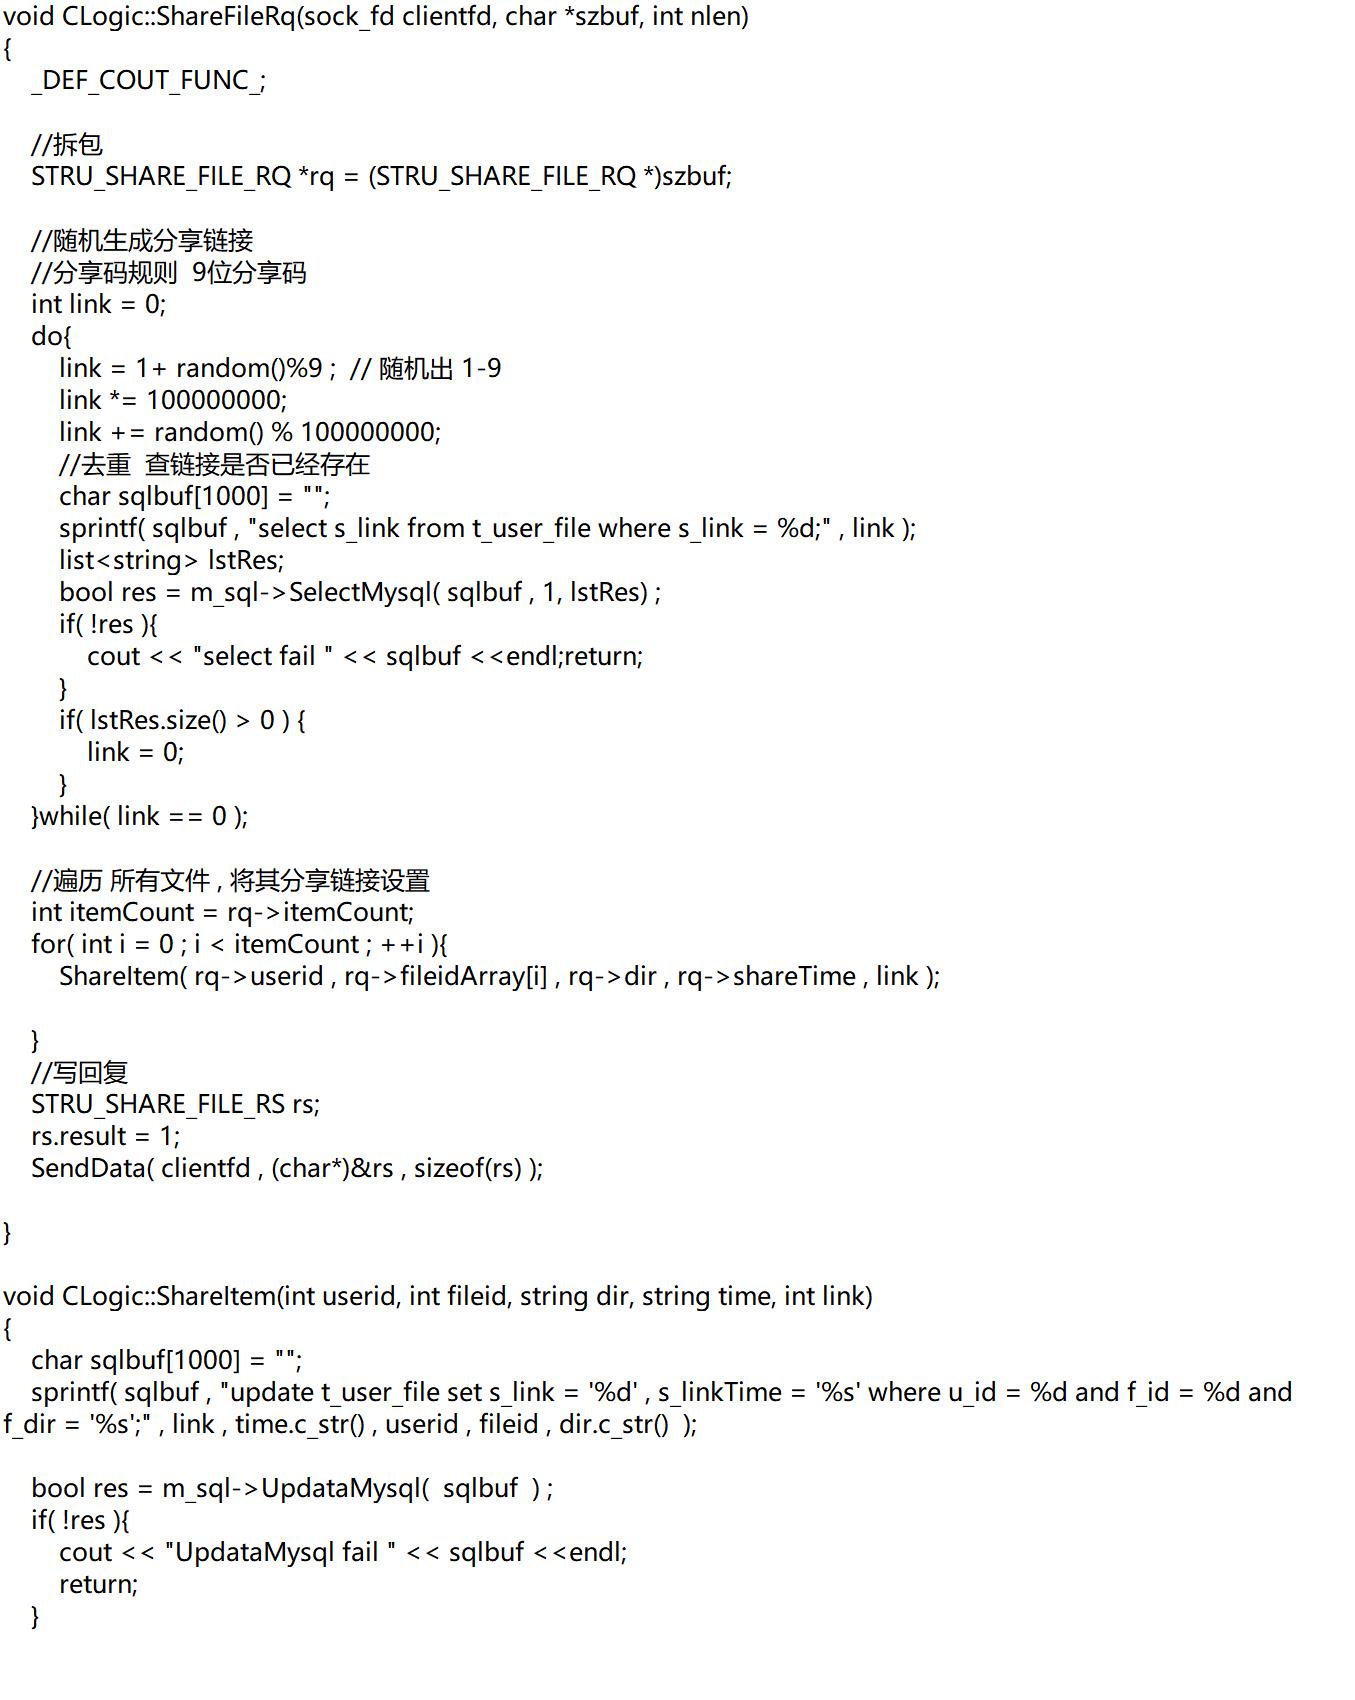 void CLogic::ShareFileRq(sock_fd clientfd, char *szbuf, int nlen)
{
    _DEF_COUT_FUNC_;

    //拆包
    STRU_SHARE_FILE_RQ *rq = (STRU_SHARE_FILE_RQ *)szbuf;

    //随机生成分享链接
    //分享码规则  9位分享码
    int link = 0;
    do{
        link = 1+ random()%9 ;  // 随机出 1-9
        link *= 100000000;
        link += random() % 100000000;
        //去重  查链接是否已经存在
        char sqlbuf[1000] = "";
        sprintf( sqlbuf , "select s_link from t_user_file where s_link = %d;" , link );
        list<string> lstRes;
        bool res = m_sql->SelectMysql( sqlbuf , 1, lstRes) ;
        if( !res ){
            cout << "select fail " << sqlbuf <<endl;return;
        }
        if( lstRes.size() > 0 ) {
            link = 0;
        }
    }while( link == 0 );

    //遍历 所有文件 , 将其分享链接设置
    int itemCount = rq->itemCount;
    for( int i = 0 ; i < itemCount ; ++i ){
        ShareItem( rq->userid , rq->fileidArray[i] , rq->dir , rq->shareTime , link );

    }
    //写回复
    STRU_SHARE_FILE_RS rs;
    rs.result = 1;
    SendData( clientfd , (char*)&rs , sizeof(rs) );

}

void CLogic::ShareItem(int userid, int fileid, string dir, string time, int link)
{
    char sqlbuf[1000] = "";
    sprintf( sqlbuf , "update t_user_file set s_link = '%d' , s_linkTime = '%s' where u_id = %d and f_id = %d and
f_dir = '%s';" , link , time.c_str() , userid , fileid , dir.c_str()  );

    bool res = m_sql->UpdataMysql(  sqlbuf  ) ;
    if( !res ){
        cout << "UpdataMysql fail " << sqlbuf <<endl;
        return;
    }